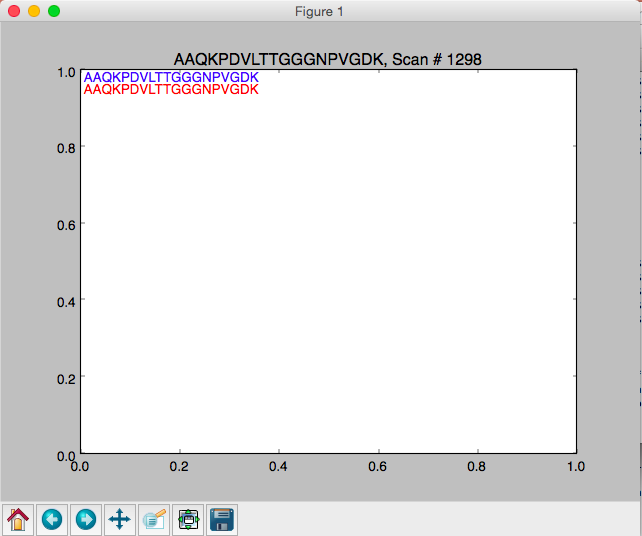 Figure 1
AAQKPDVLTTGGGNPVGDK, Scan # 1298
AAQKPDVLTTGGGNPVGDK
AAQKPDVLTTGGGNPVGDK
1.0
0.8
0.6
0.4
0.2
0.0
0.0 0.2 0.4 0.6 0.8 1.0